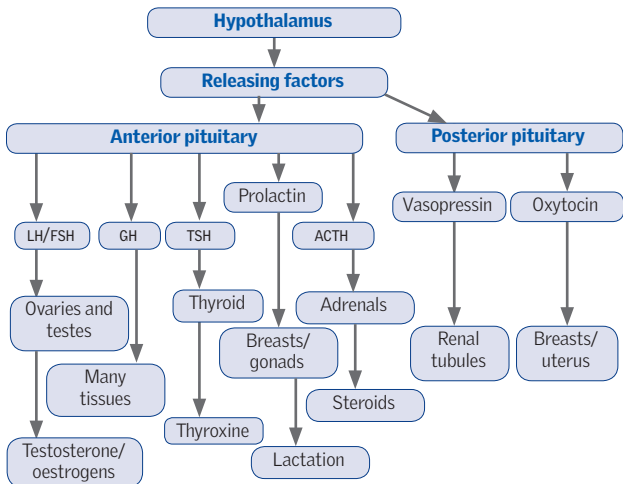 Hypothalamus
Releasing factors
Anterior pituitary
Posterior pituitary
Prolactin
Vasopressin
Oxytocin
LH/FSH
GH
TSH
ACTH
Ovaries and
testes
Thyroid
Adrenals
Breasts/
gonads
Renal
tubules
Breasts/
uterus
Many
tissues
Steroids
Thyroxine
Testosterone/
oestrogens
Lactation